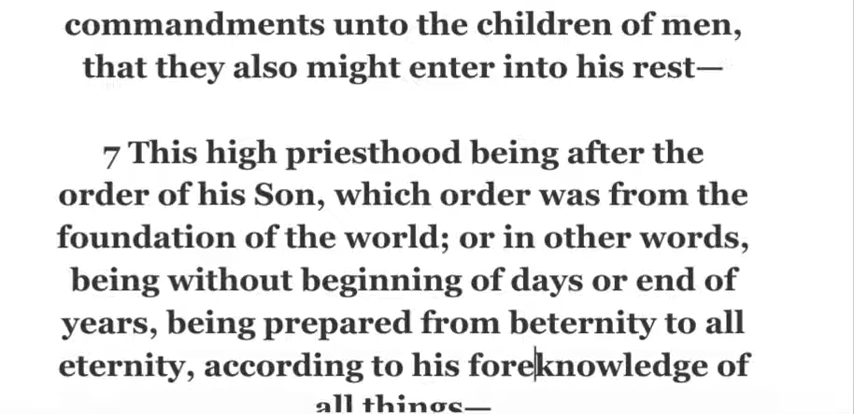 commandments unto the children of men,
that they also might enter into his rest—
7 This high priesthood being after the
order of his Son, which order was from the
foundation of the world; or in other words,
being without beginning of days or end of
years, being prepared from beternity to all
eternity, according to his foreknowledge of
all things—